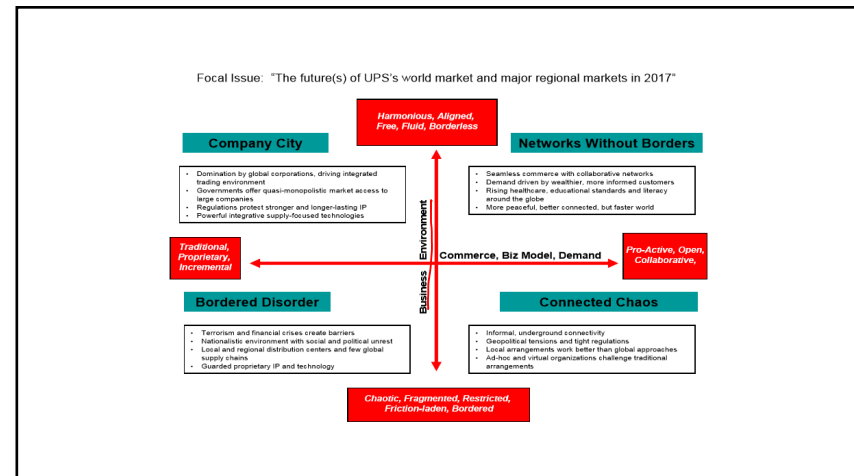 Focal Issue: "The future(s) of UPS's world market and major regional markets in 2017"
Harmonious, Aligned,
Free, Fluid, Borderless
Company City
Networks Without Borders
• Domination by global corporations, driving integrated
trading environment
• Governments offer quasi-monopolistic market access to
large companies
• Regulations protect stronger and longer-lasting IP
• Powerful integrative supply-focused technologies
• Seamless commerce with collaborative networks
• Demand driven by wealthier, more informed customers
• Rising healthcare, educational standards and literacy
around the globe
• More peaceful, better connected, but faster world
Traditional,
Proprietary,
Incremental
Business Environment
Commerce, Biz Model, Demand
Pro-Active, Open,
Collaborative,
Bordered Disorder
Connected Chaos
• Terrorism and financial crises create barriers
• Nationalistic environment with social and political unrest
• Local and regional distribution centers and few global
supply chains
• Guarded proprietary IP and technology
• Informal, underground connectivity
• Geopolitical tensions and tight regulations
• Local arrangements work better than global approaches
• Ad-hoc and virtual organizations challenge traditional
arrangements
Chaotic, Fragmented, Restricted,
Friction-laden, Bordered